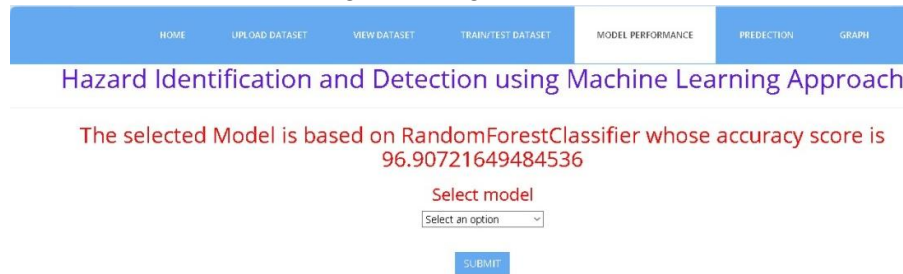 HOME UPLOAD DATASET VIEW DATASET TRAIN/TEST DATASET MODEL PERFORMANCE PREDECTION GRAPH
Hazard Identification and Detection using Machine Learning Approach
The selected Model is based on RandomForestClassifier whose accuracy score is
96.90721649484536
Select model
Select an option
SUBMIT